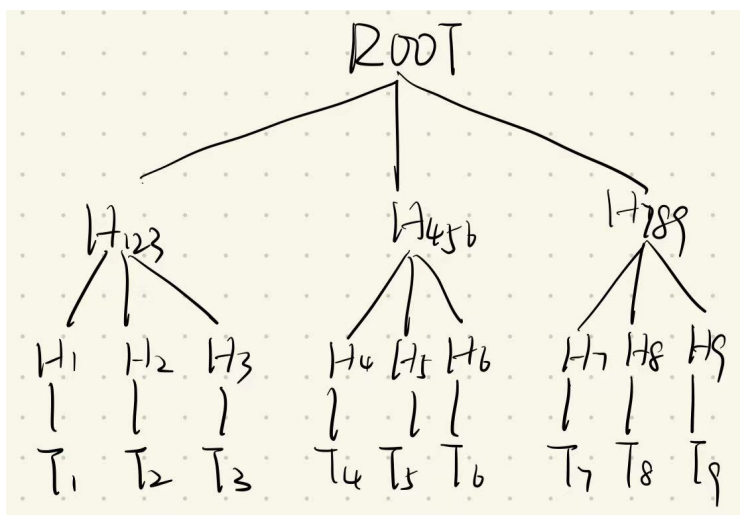 ROOT
H₁₂₃ H₄₅₆ H₇₈₉
H₁ H₂ H₃ H₄ H₅ H₆ H₇ H₈ H₉
T₁ T₂ T₃ T₄ T₅ T₆ T₇ T₈ T₉